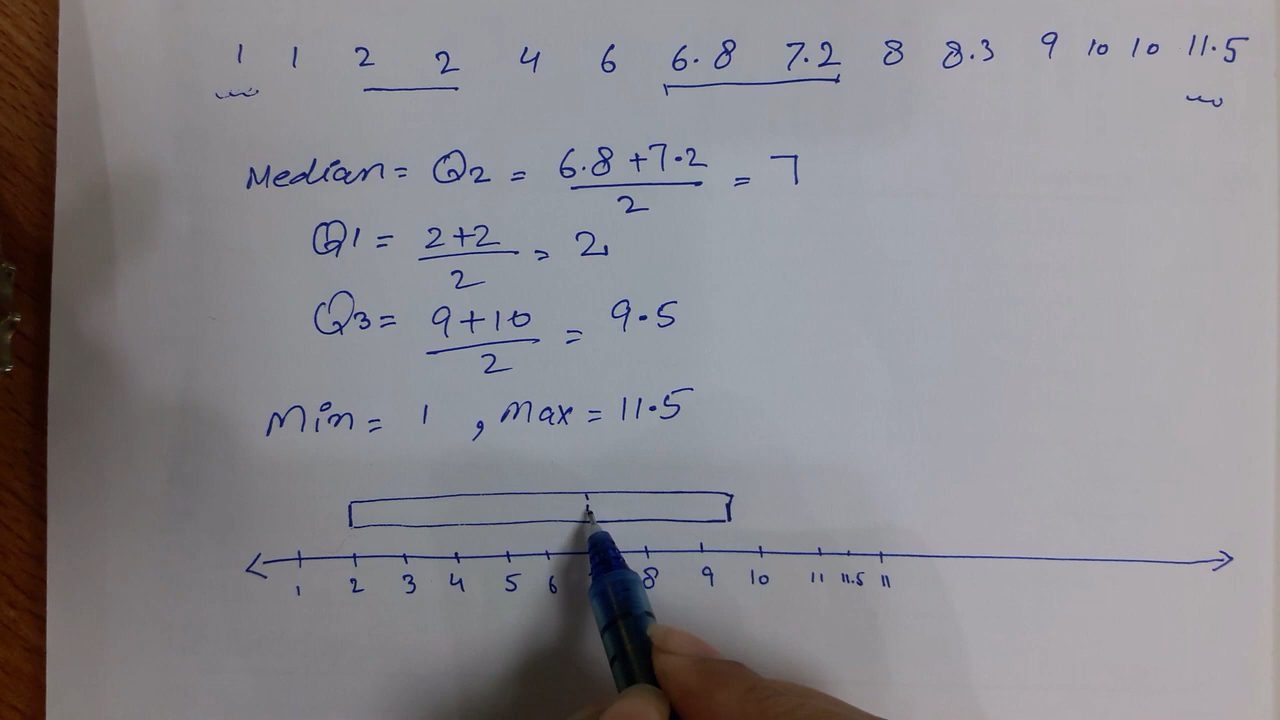 1 1 2 2 4 6 6.8 7.2 8 8.3 9 10 10 11.5
Median = Q2 = 6.8+7.2/2 = 7
Q1 = 2+2/2 = 2
Q3 = 9+10/2 = 9.5
Min = 1 , Max = 11.5
1 2 3 4 5 6 8 9 10 11 11.5 11